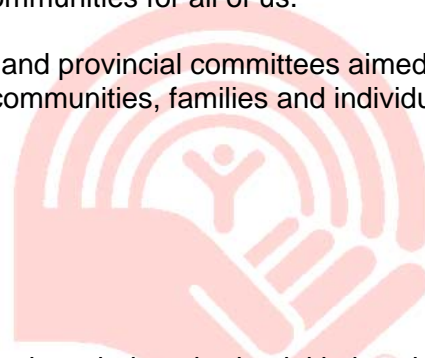 ommunities for all of us.
and provincial committees aimed
communities, families and individu